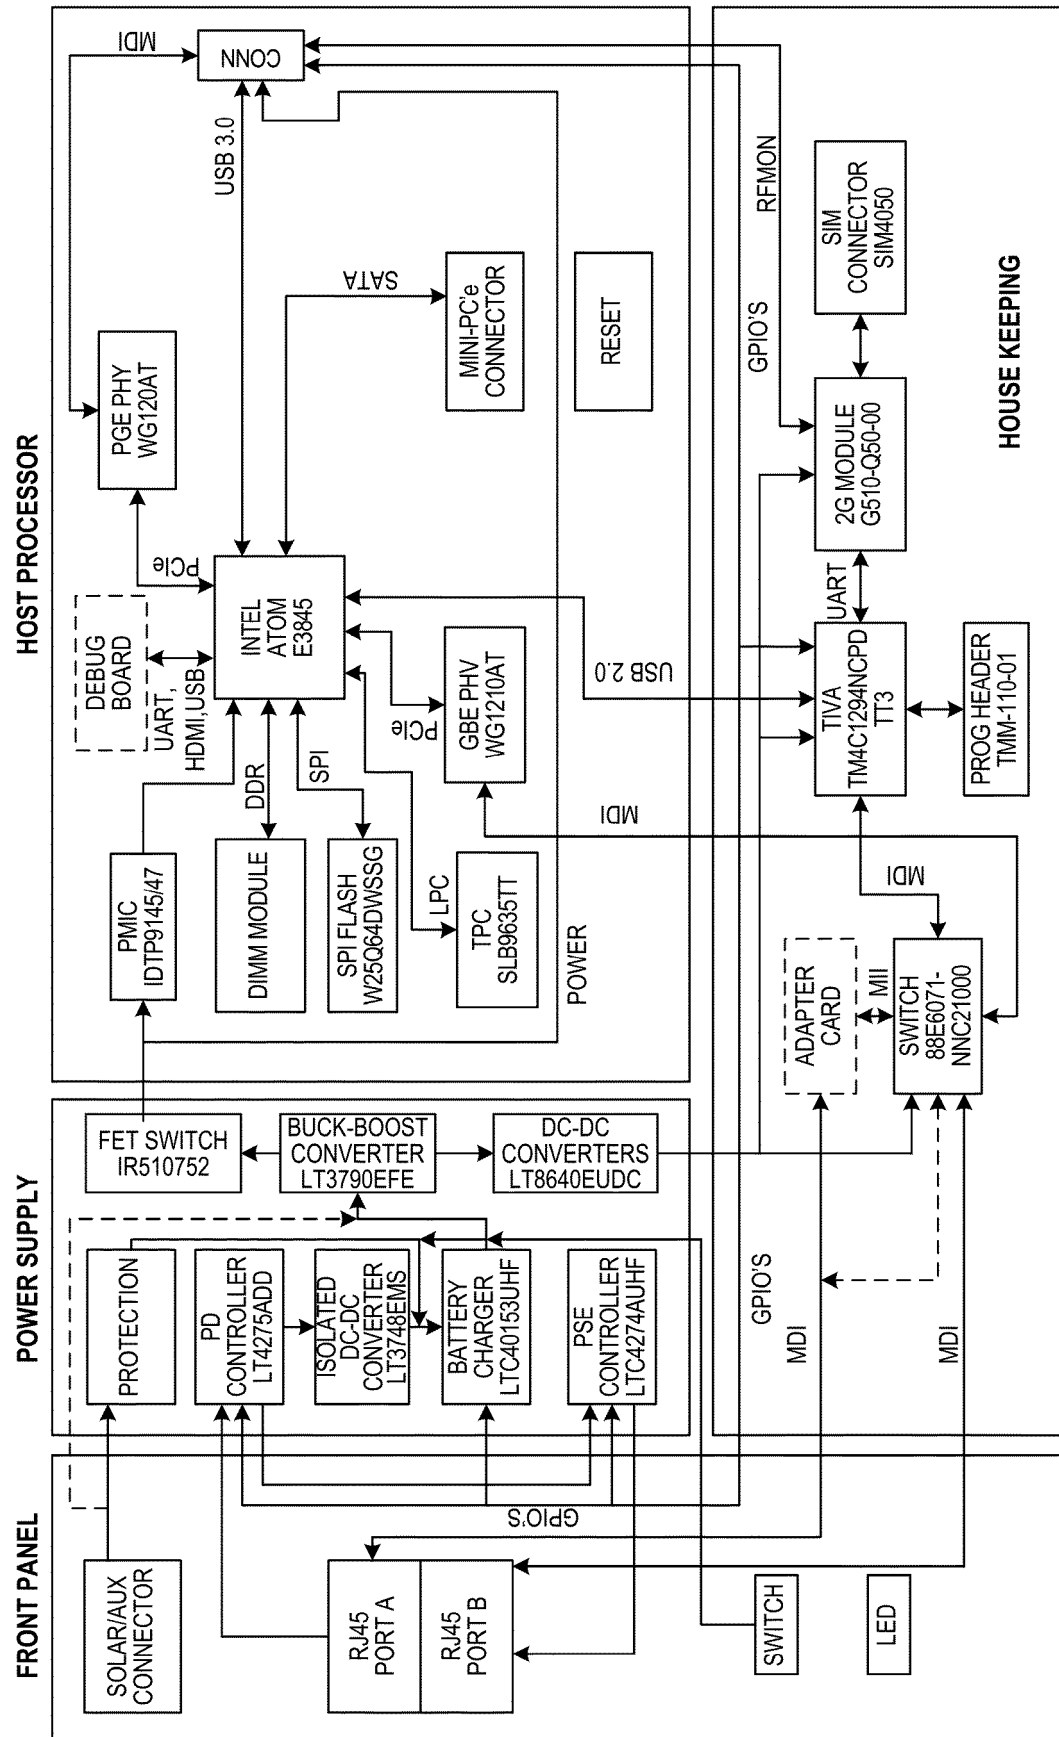 FRONT PANEL
SOLAR/AUX
CONNECTOR
RJ45
PORT A
RJ45
PORT B
SWITCH
LED
GPIO'S
POWER SUPPLY
PROTECTION
PD
CONTROLLER
LT4275ADD
ISOLATED
DC-DC
CONVERTER
LT3748EMS
BATTERY
CHARGER
LTC40153UHF
PSE
CONTROLLER
LTC4274AUHF
FET SWITCH
IR510752
BUCK-BOOST
CONVERTER
LT3790EFE
DC-DC
CONVERTERS
LT8640EUDC
HOST PROCESSOR
PMIC
IDTP9145/47
DIMM MODULE
SPI FLASH
W25Q64DWSSG
TPC
SLB9635TT
POWER
DDR
SPI
LPC
DEBUG
BOARD
UART,
HDMI,USB
INTEL
ATOM
E3845
PCIe
PCIe
GBE PHV
WG1210AT
PGE PHY
WG120AT
MDI
CONN
USB 3.0
SATA
MINI-PC'e
CONNECTOR
RESET
USB 2.0
MDI
HOUSE KEEPING
GPIO'S
MDI
MDI
ADAPTER
CARD
MII
SWITCH
88E6071-
NNC21000
MDI
TIVA
TM4C1294NCPD
TT3
PROG HEADER
TMM-110-01
UART
2G MODULE
G510-Q50-00
GPIO'S
RFMON
SIM
CONNECTOR
SIM4050